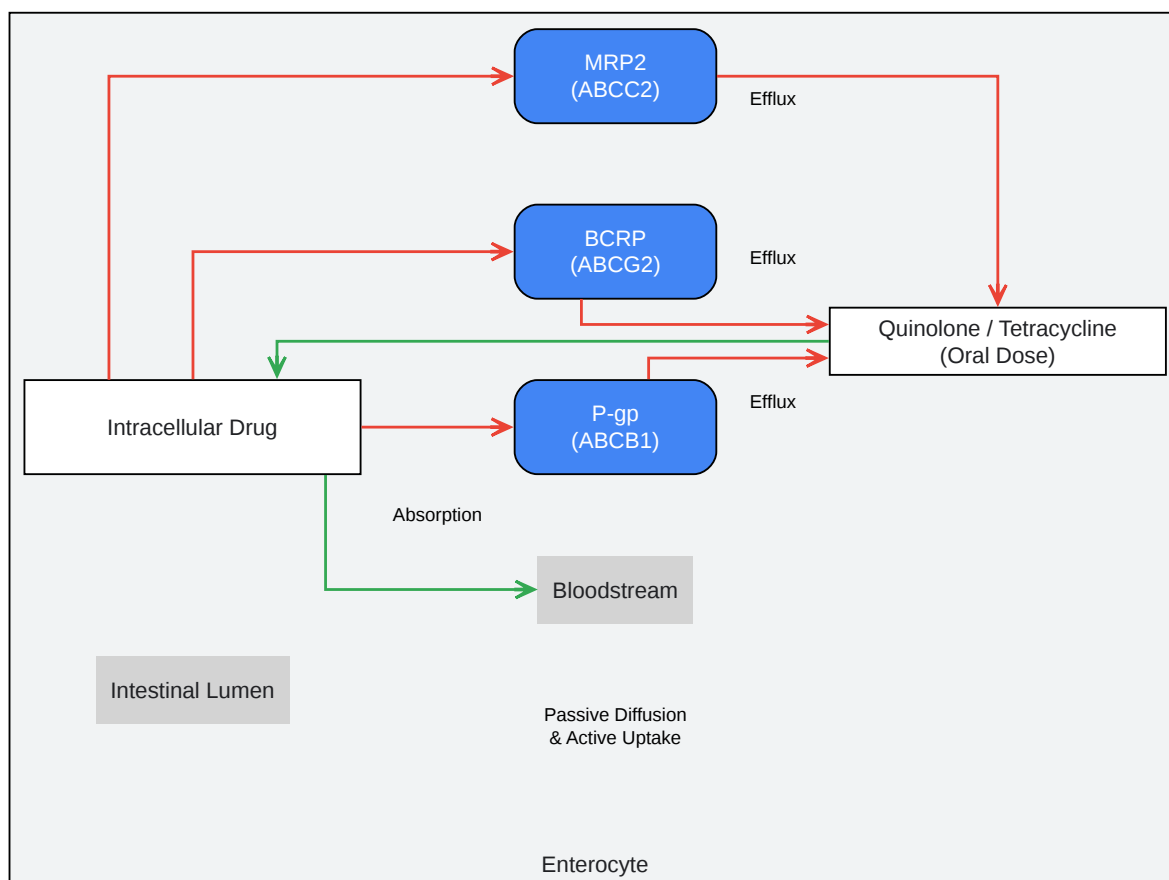 MRP2
(ABCC2)
Efflux
BCRP
(ABCG2)
Efflux
Quinolone / Tetracycline
(Oral Dose)
Intracellular Drug
P-gp
(ABCB1)
Efflux
Absorption
Bloodstream
Intestinal Lumen
Passive Diffusion
& Active Uptake
Enterocyte